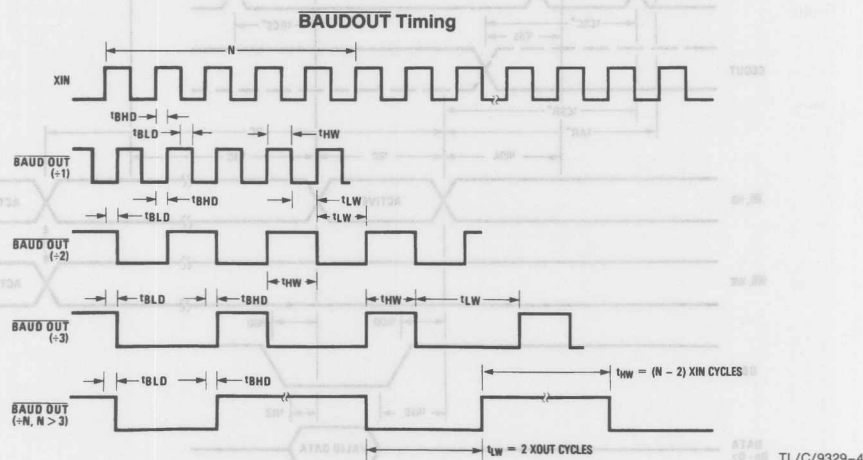 BAUDOUT Timing
N
XIN
tBHD
tBLD
tHW
BAUD OUT
(÷1)
tBLD
tBHD
tLW
tLW
BAUD OUT
(÷2)
tHW
tBLD
tBHD
tHW
tLW
BAUD OUT
(÷3)
tBLD
tBHD
tHW = (N − 2) XIN CYCLES
BAUD OUT
(÷N, N > 3)
tLW = 2 XOUT CYCLES
TL/C/9329–4